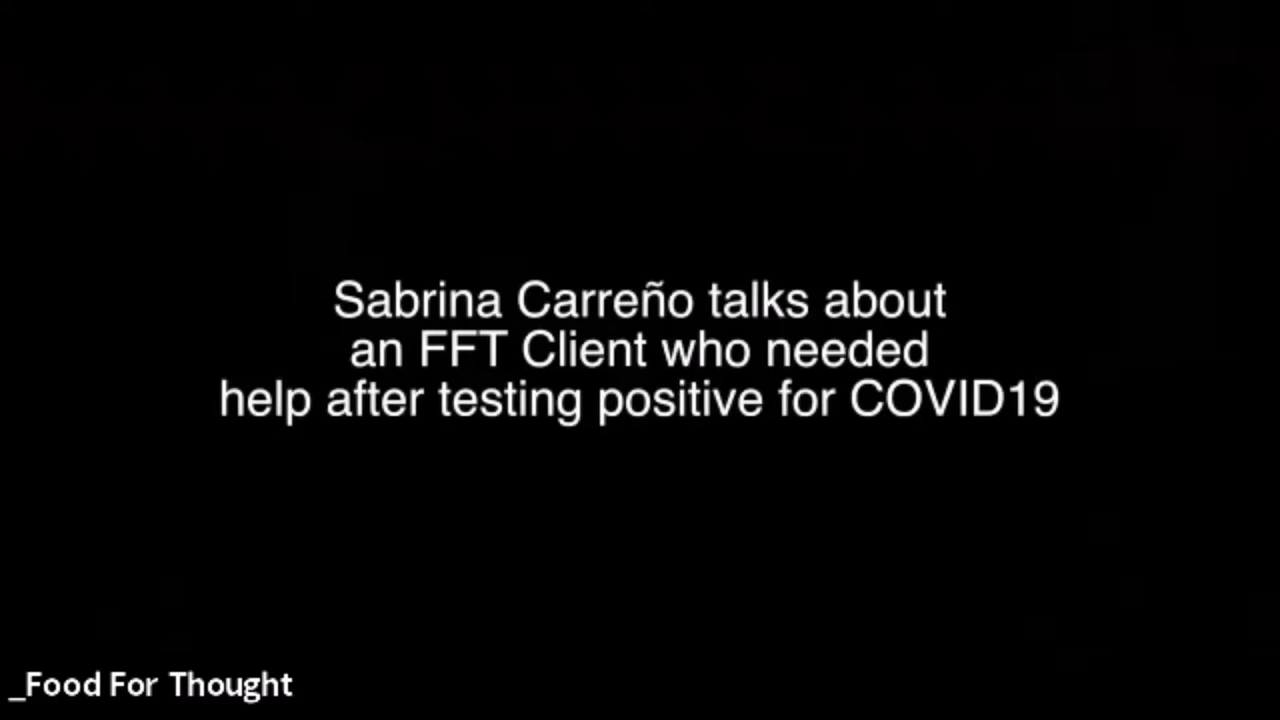 Sabrina Carreño talks about
an FFT Client who needed
help after testing positive for COVID19
_Food For Thought